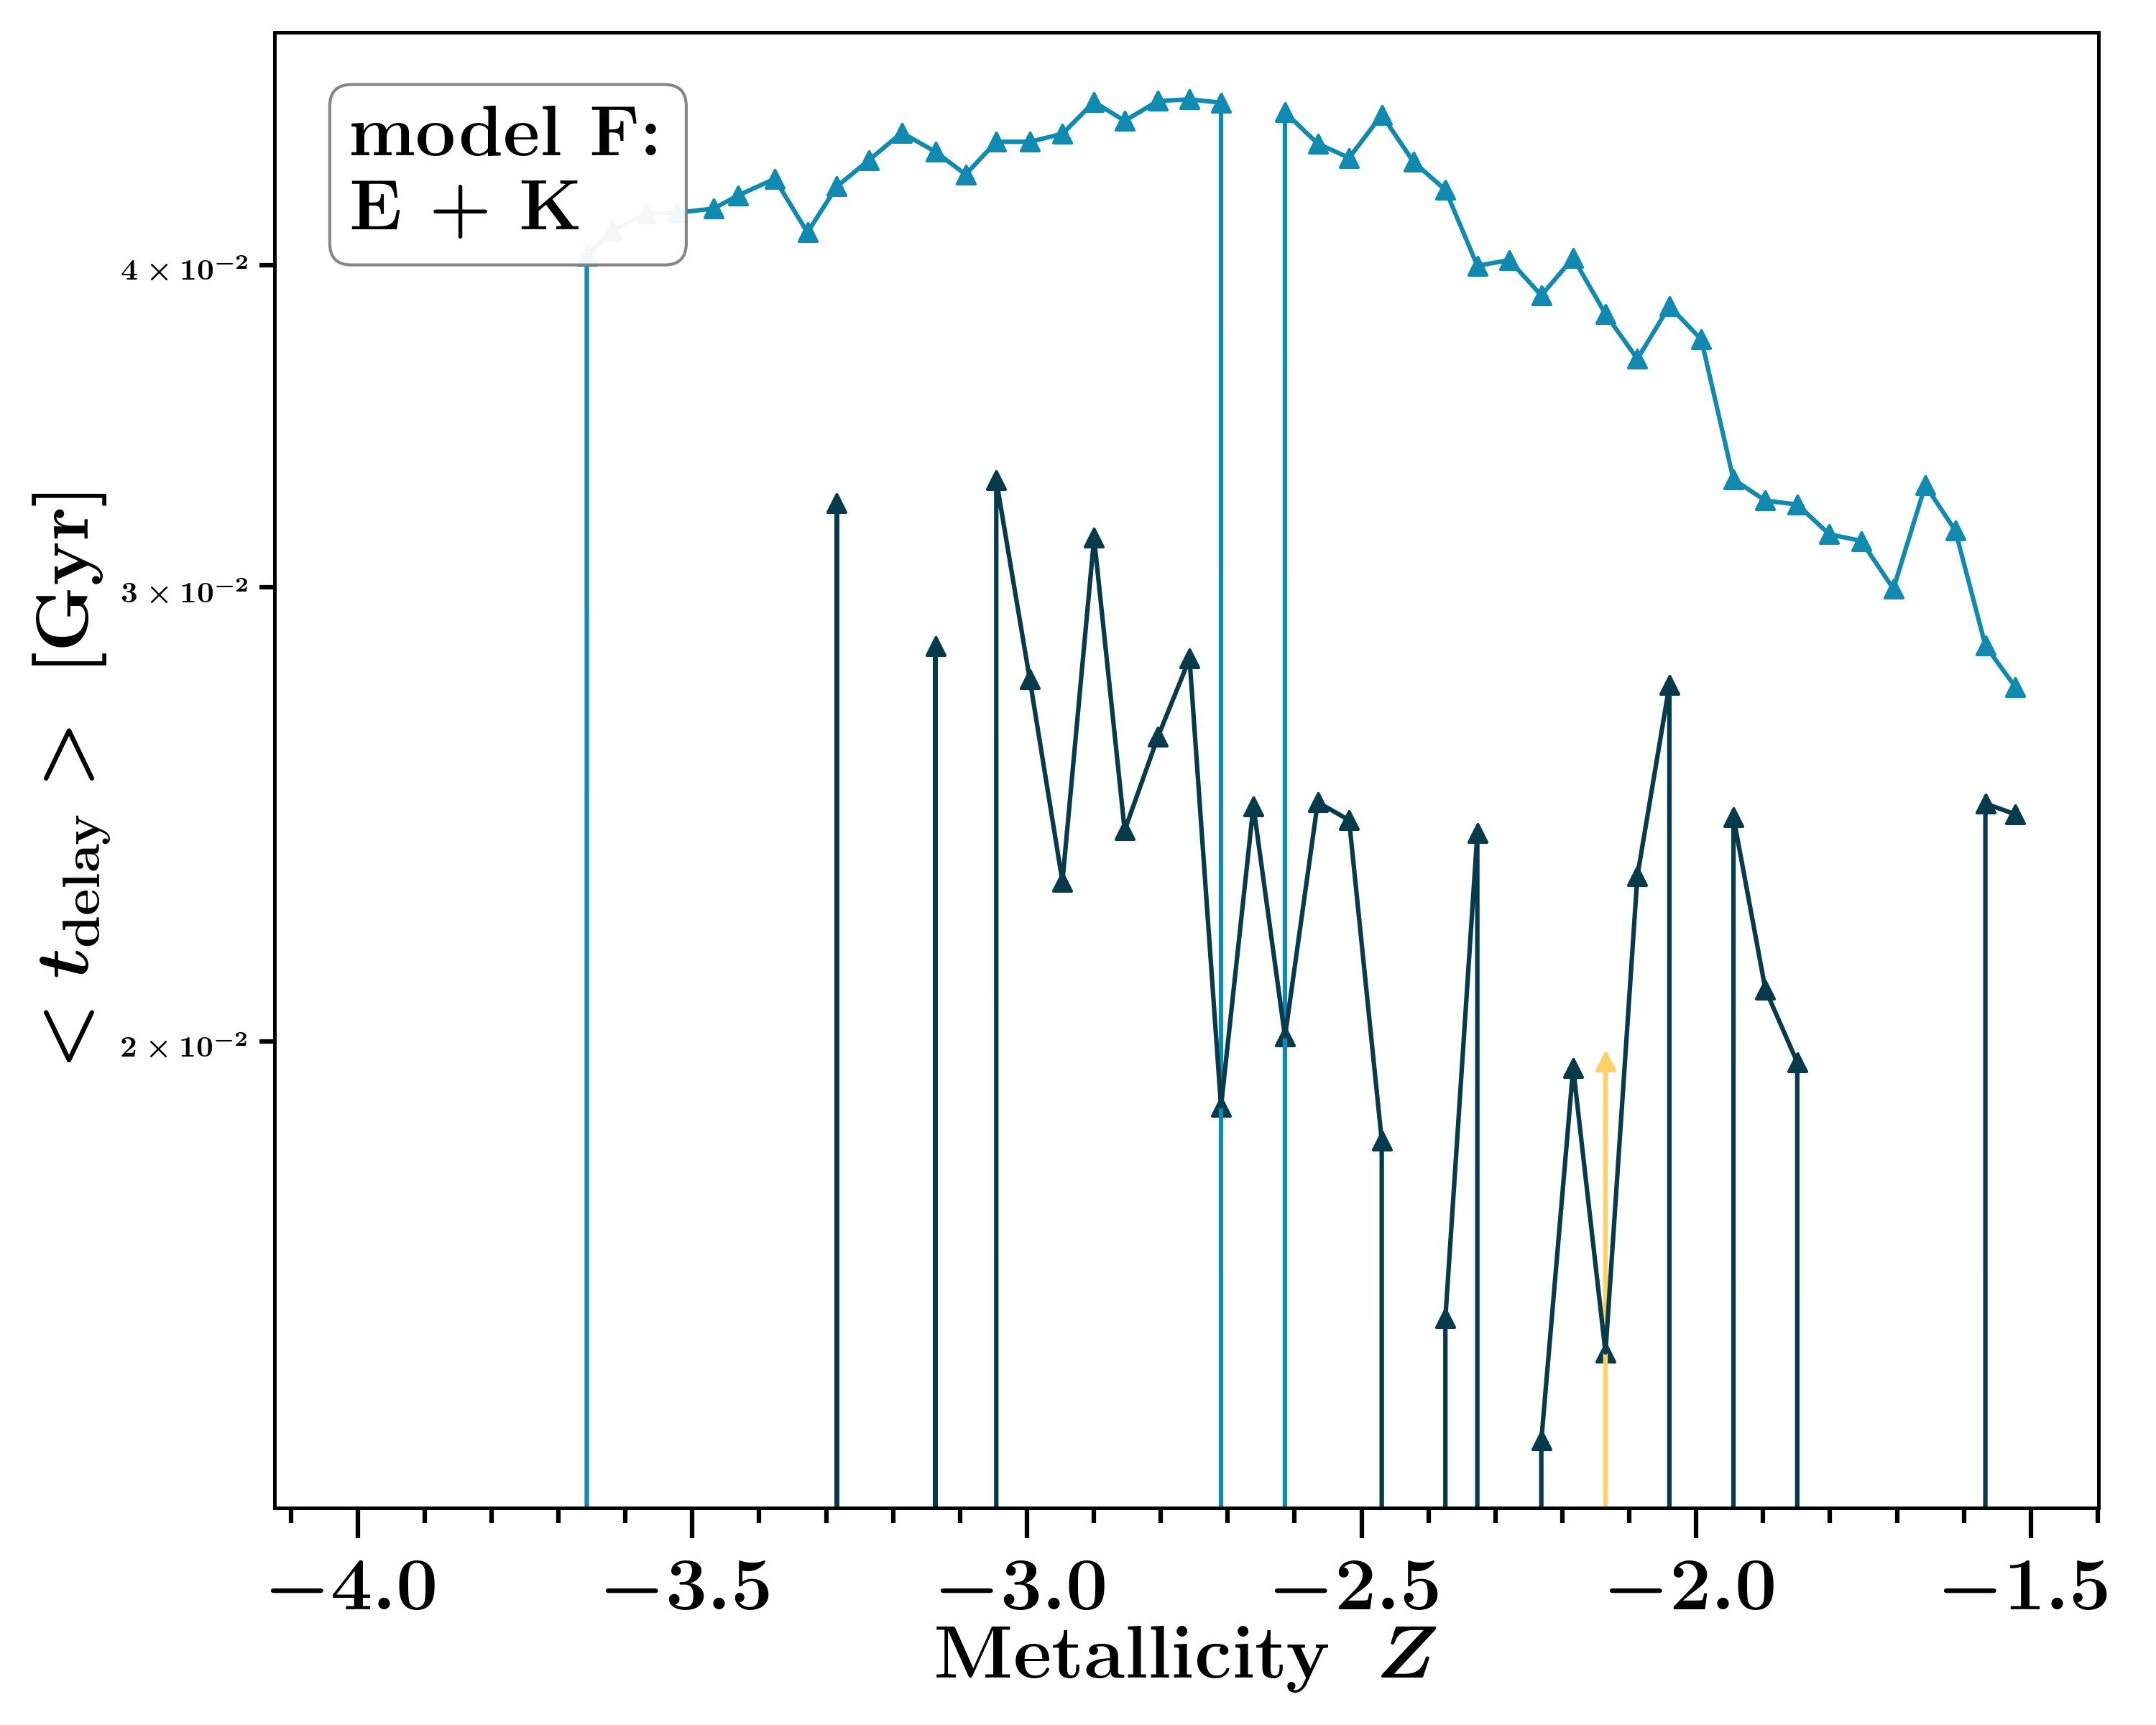 model F:
E + K
4 × 10⁻²
3 × 10⁻²
2 × 10⁻²
< t_delay > [Gyr]
−4.0 −3.5 −3.0 −2.5 −2.0 −1.5
Metallicity Z